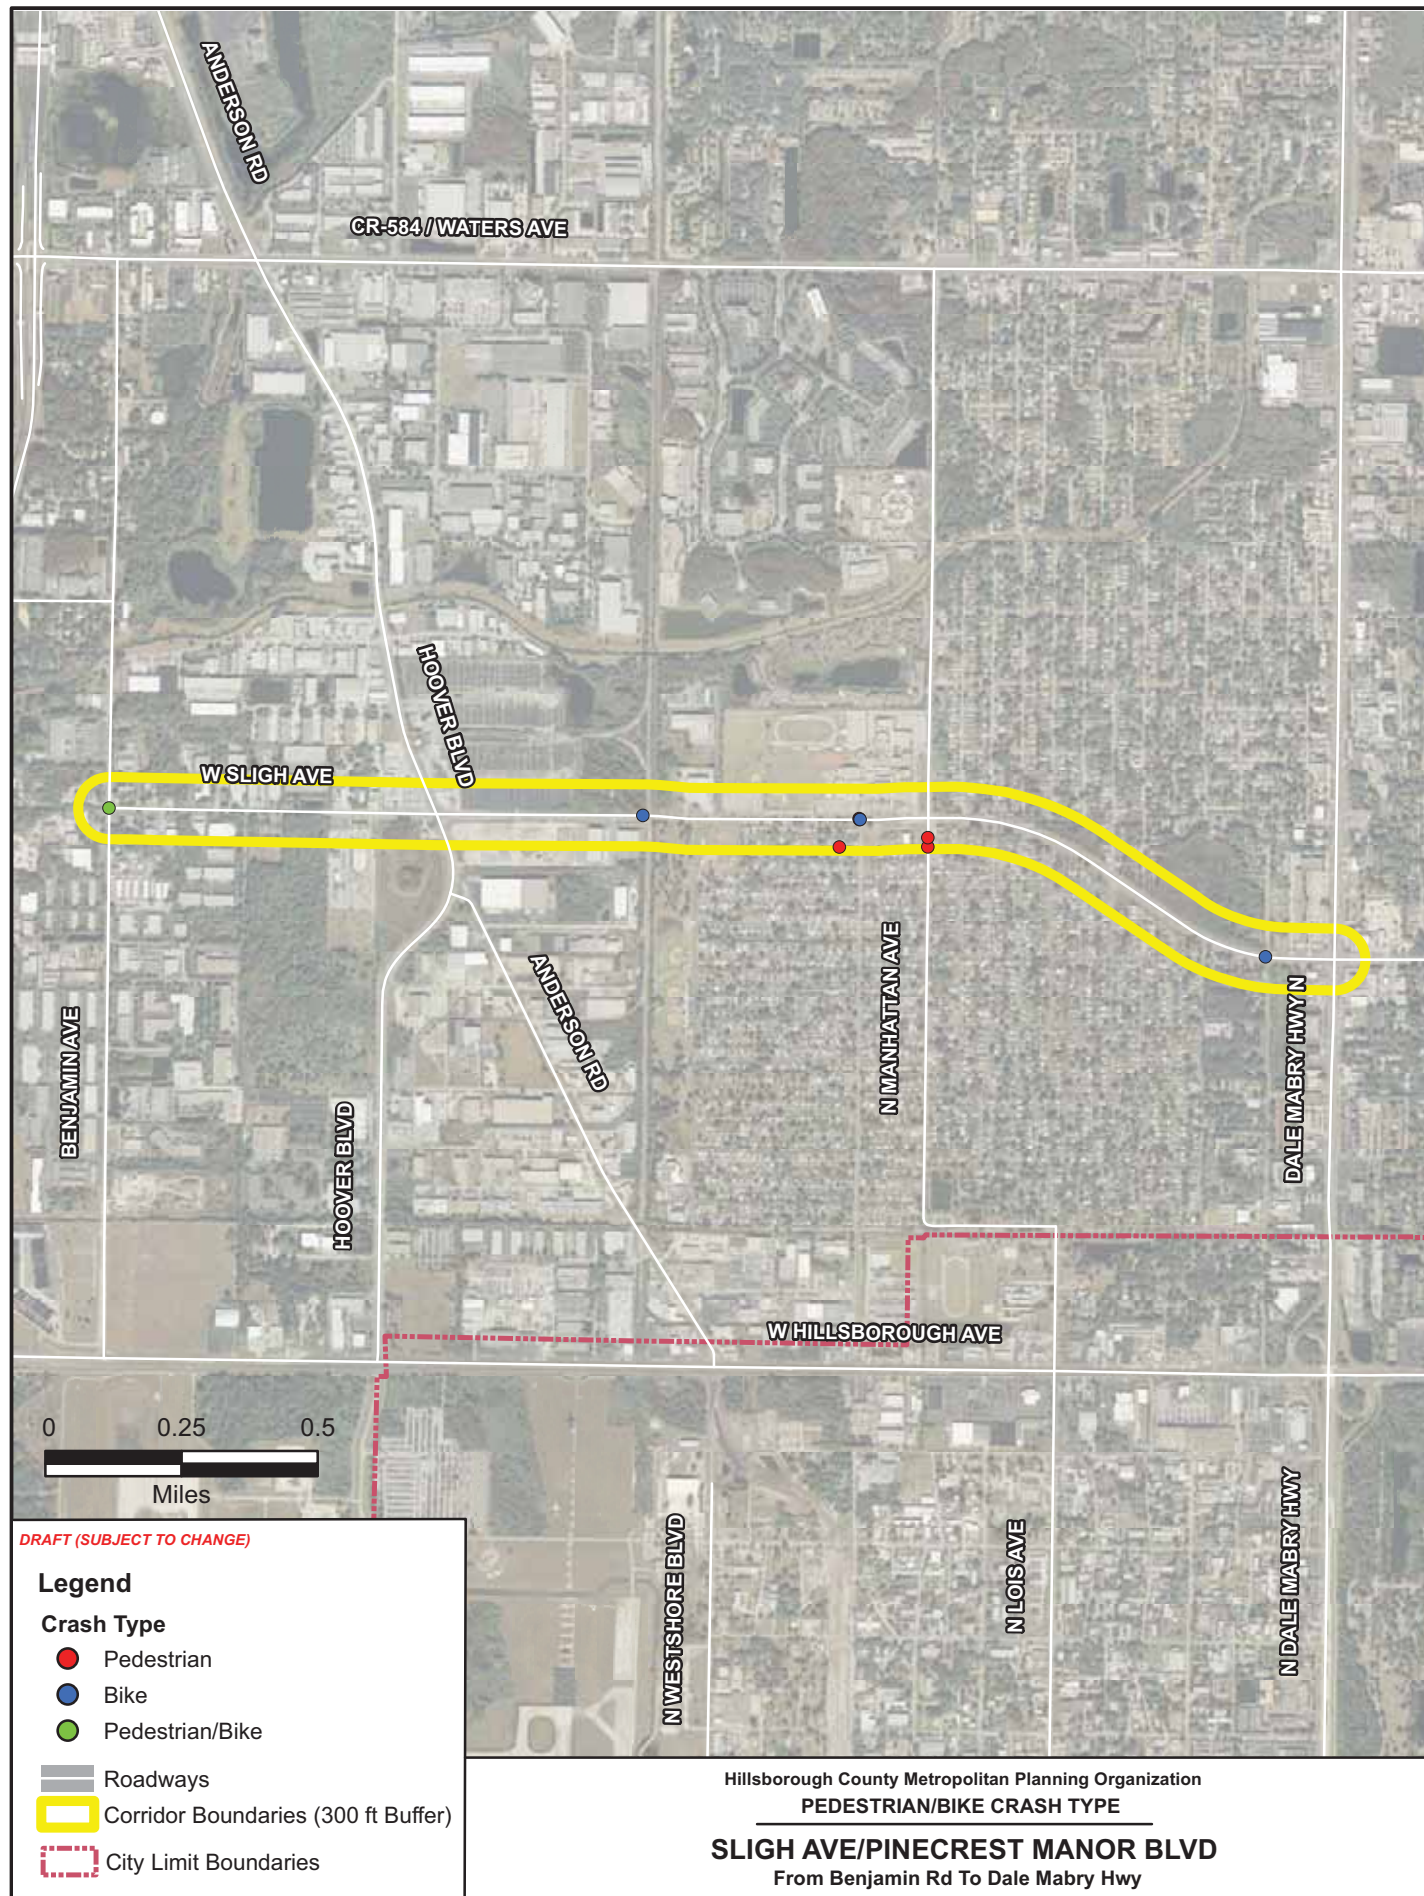 ANDERSON RD
CR-584 / WATERS AVE
HOOVER BLVD
W SLIGH AVE
N MANHATTAN AVE
ANDERSON RD
DALE MABRY HWY N
BENJAMIN AVE
HOOVER BLVD
W HILLSBOROUGH AVE
0 0.25 0.5
Miles
N WESTSHORE BLVD
N LOIS AVE
N DALE MABRY HWY
DRAFT (SUBJECT TO CHANGE)
Legend
Crash Type
Pedestrian
Bike
Pedestrian/Bike
Roadways
Corridor Boundaries (300 ft Buffer)
City Limit Boundaries
Hillsborough County Metropolitan Planning Organization
PEDESTRIAN/BIKE CRASH TYPE
SLIGH AVE/PINECREST MANOR BLVD
From Benjamin Rd To Dale Mabry Hwy